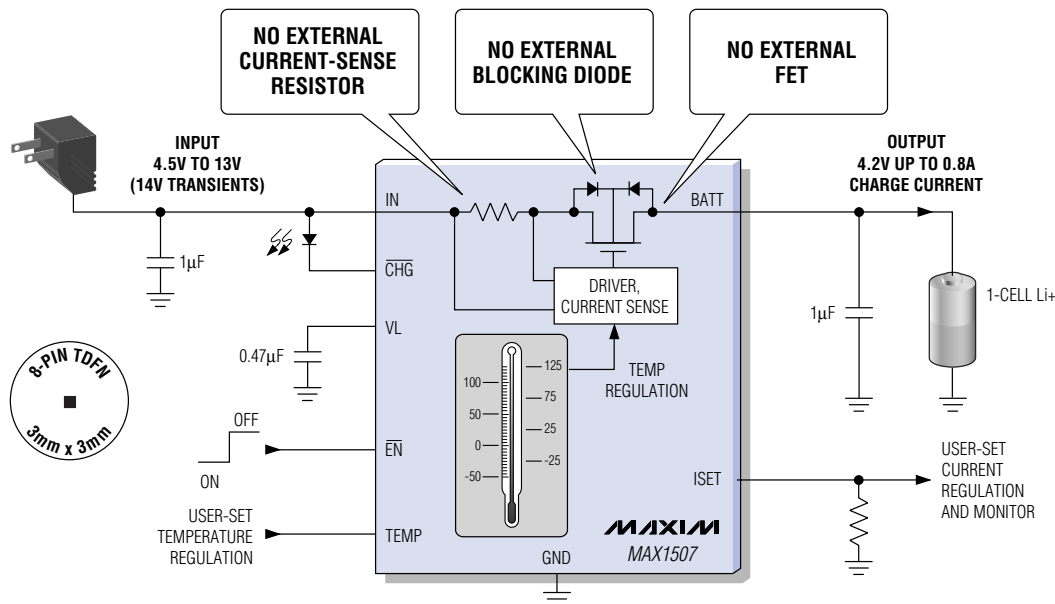 NO EXTERNAL
CURRENT-SENSE
RESISTOR
NO EXTERNAL
BLOCKING DIODE
NO EXTERNAL
FET
INPUT
4.5V TO 13V
(14V TRANSIENTS)
OUTPUT
4.2V UP TO 0.8A
CHARGE CURRENT
IN
BATT
1µF
CHG
DRIVER,
CURRENT SENSE
1-CELL Li+
1µF
VL
0.47µF
8-PIN TDFN
3mm x 3mm
TEMP
REGULATION
100
50
0
-50
125
75
25
-25
OFF
ON
EN
ISET
USER-SET
CURRENT
REGULATION
AND MONITOR
USER-SET
TEMPERATURE
REGULATION
TEMP
MAXIM
MAX1507
GND